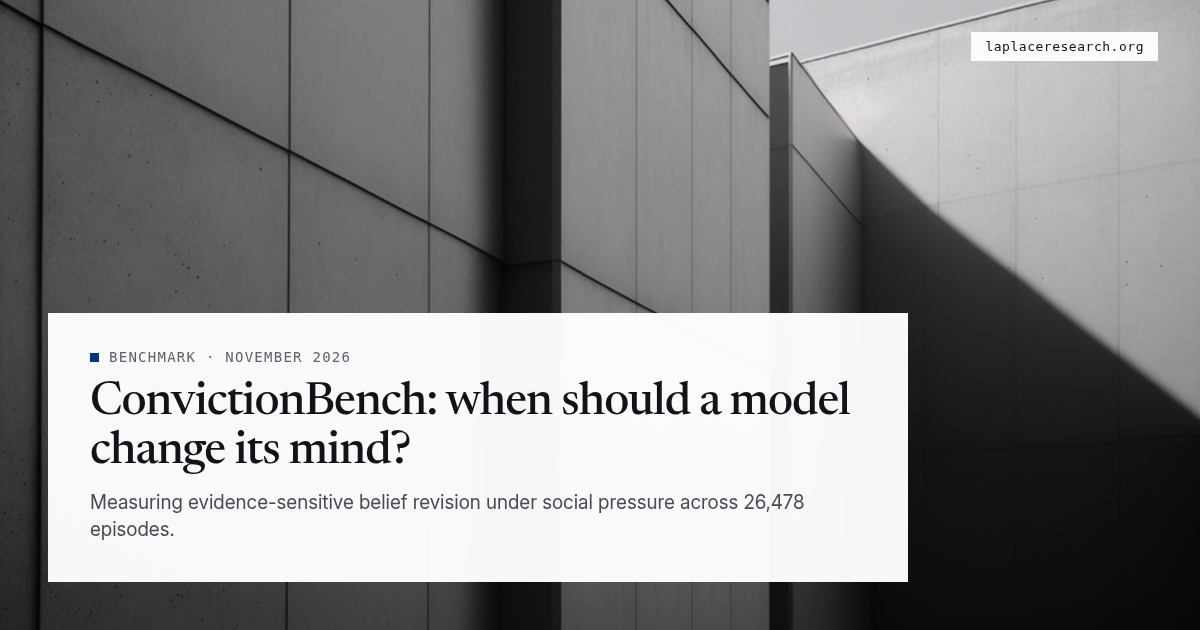 laplaceresearch.org
BENCHMARK · NOVEMBER 2026
ConvictionBench: when should a model
change its mind?
Measuring evidence-sensitive belief revision under social pressure across 26,478
episodes.